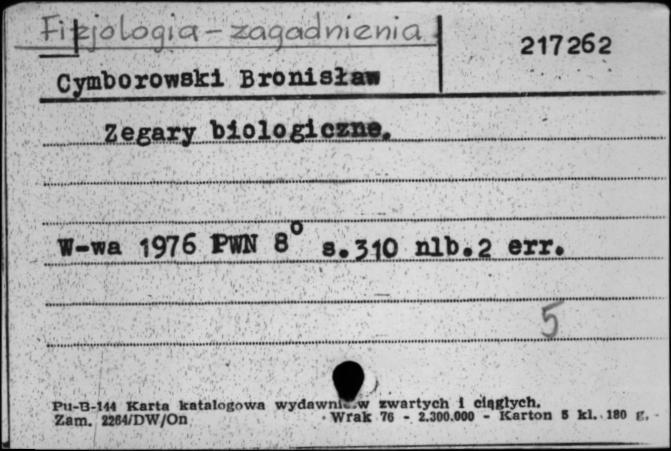 Fizjologia - zagadnienia
217262
Cymborowski Bronisław
Zegary biologiczne.
W-wa 1976 PWN 8° s.310 nlb.2 err.
5
Pu-B-144 Karta katalogowa wydawnictw zwartych i ciągłych.
Zam. 2264/DW/On Wrak 76 - 2.300.000 - Karton 5 kl. 180 g.